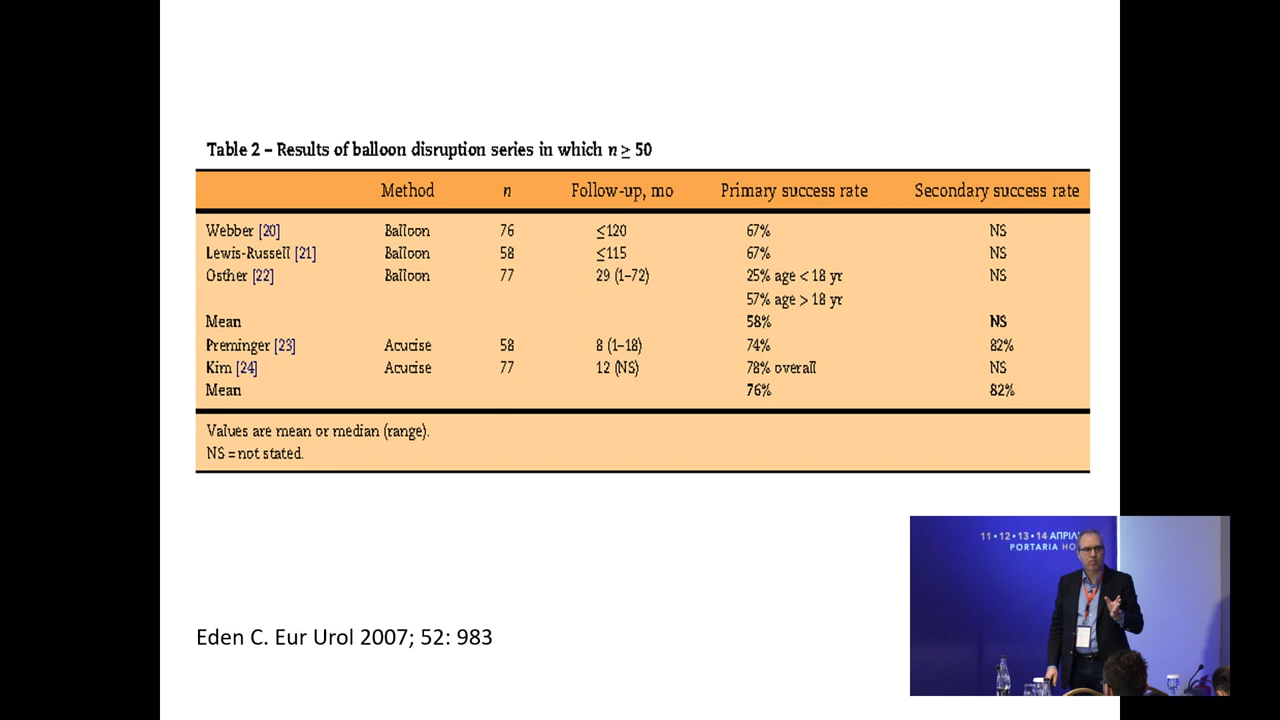 Table 2 – Results of balloon disruption series in which n ≥ 50
Method n Follow-up, mo Primary success rate Secondary success rate
Webber [20] Balloon 76 ≤120 67% NS
Lewis-Russell [21] Balloon 58 ≤115 67% NS
Osther [22] Balloon 77 29 (1–72) 25% age < 18 yr NS
57% age > 18 yr
Mean 58% NS
Preminger [23] Acucise 58 8 (1–18) 74% 82%
Kim [24] Acucise 77 12 (NS) 78% overall NS
Mean 76% 82%
Values are mean or median (range).
NS = not stated.
11•12•13•14
PORTARIA
Eden C. Eur Urol 2007; 52: 983